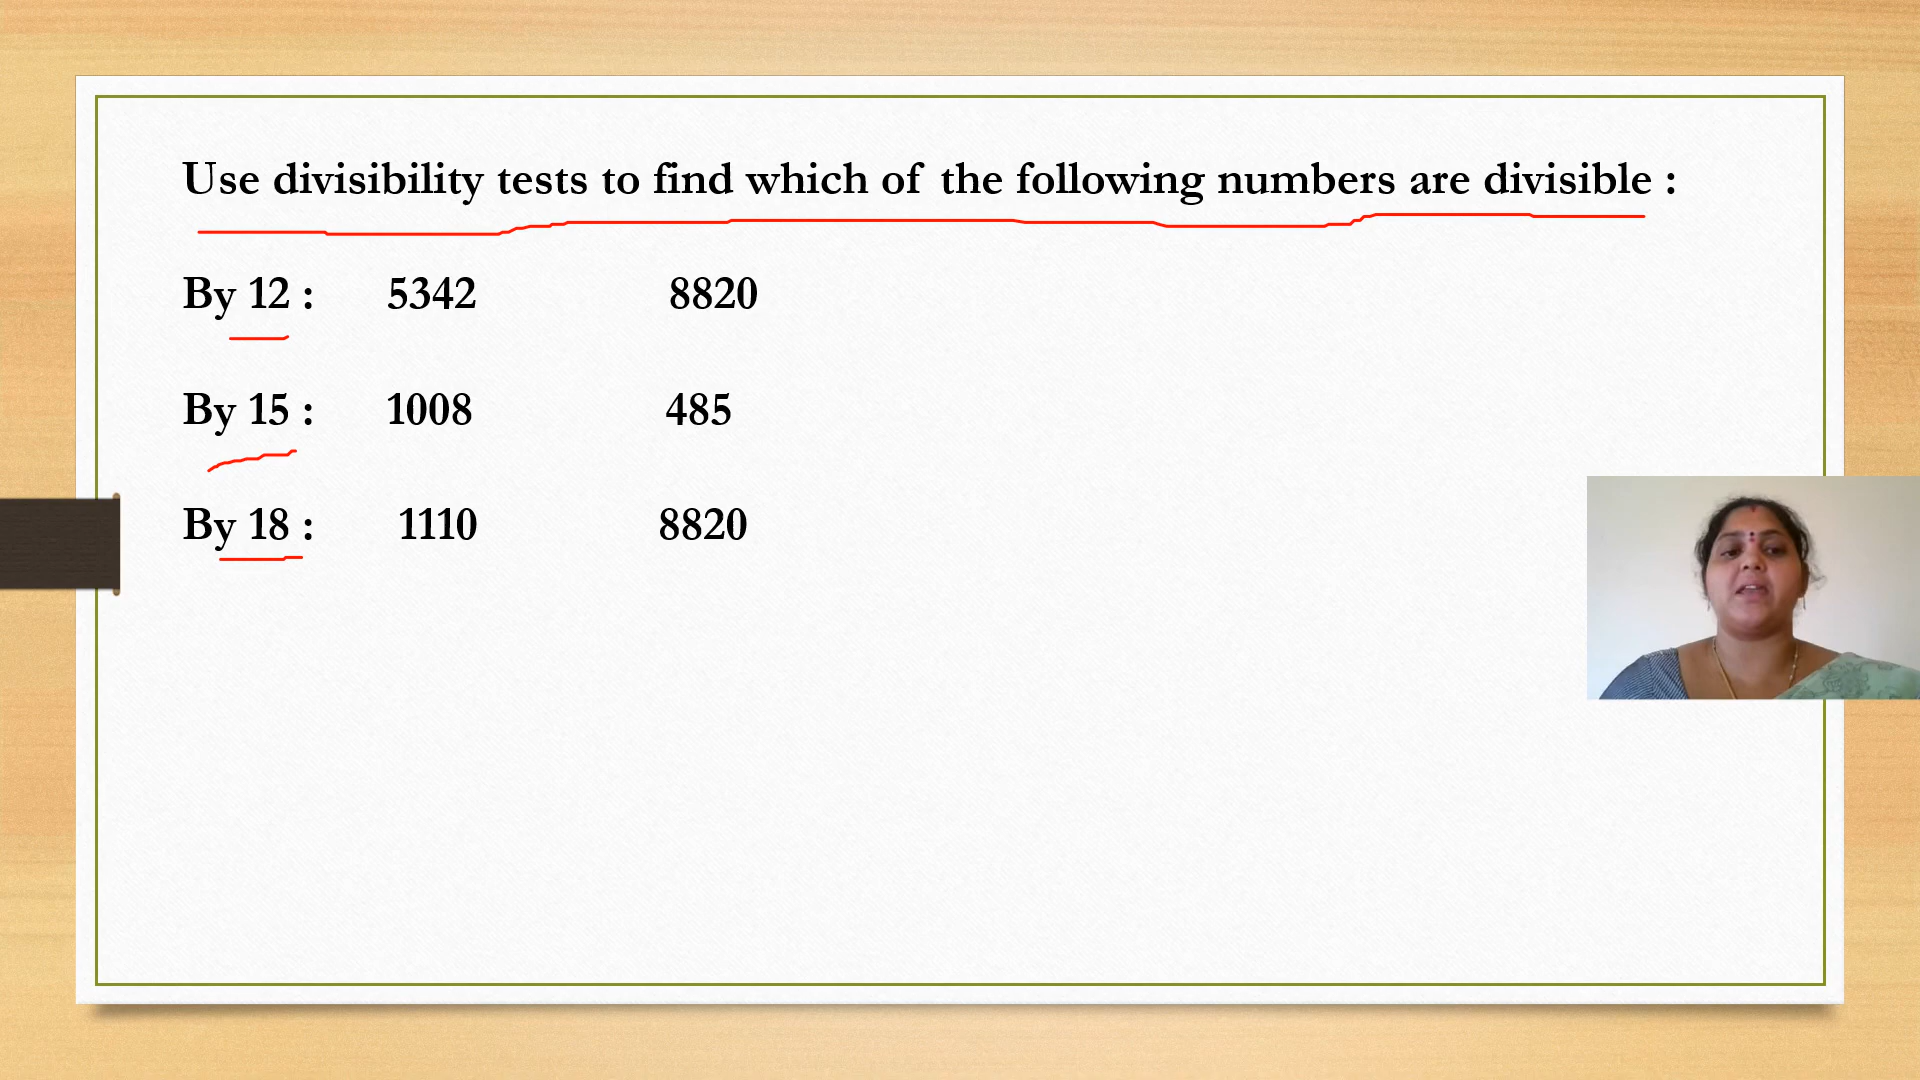 Use divisibility tests to find which of the following numbers are divisible :
By 12 : 5342 8820
By 15 : 1008 485
By 18 : 1110 8820